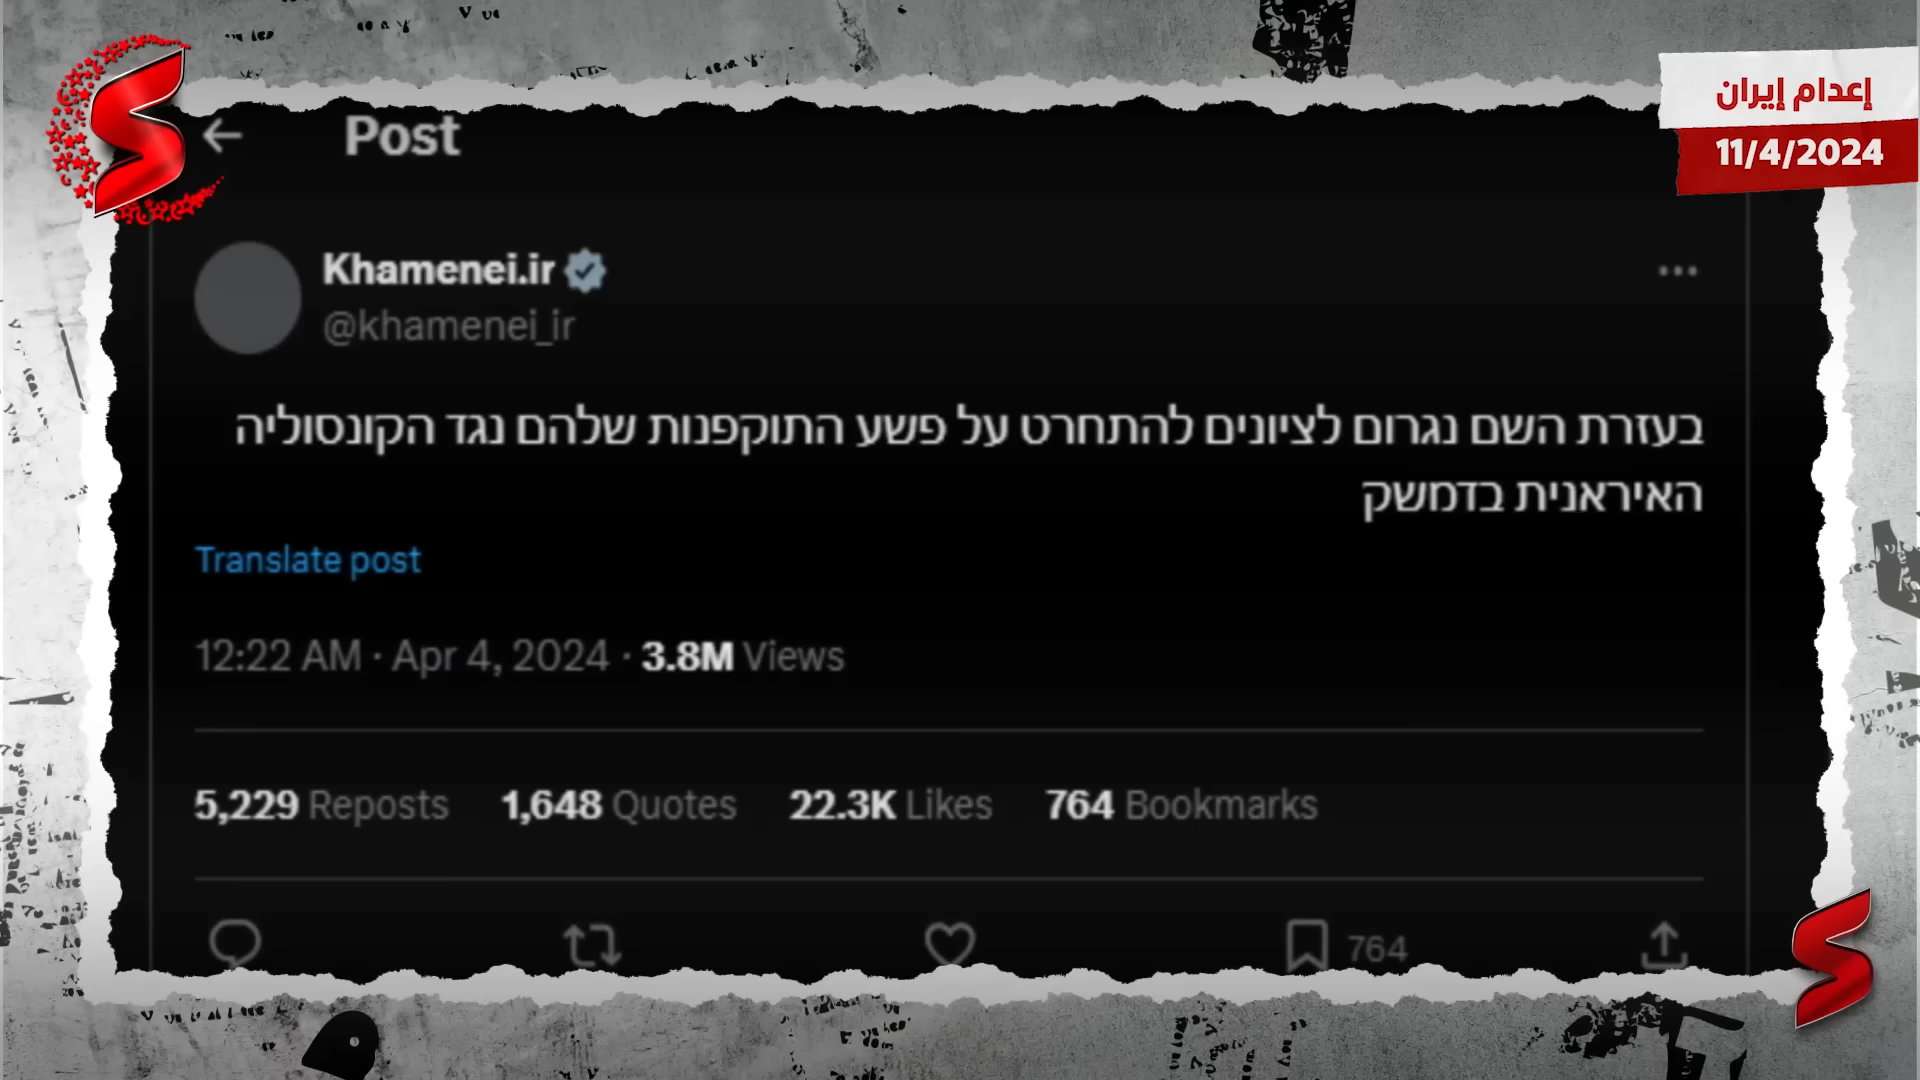 إعدام إيران
11/4/2024
Post
Khamenei.ir
@khamenei_ir
בעזרת השם נגרום לציונים להתחרט על פשע התוקפנות שלהם נגד הקונסוליה
האיראנית בדמשק
Translate post
12:22 AM · Apr 4, 2024 · 3.8M Views
5,229 Reposts 1,648 Quotes 22.3K Likes 764 Bookmarks
764